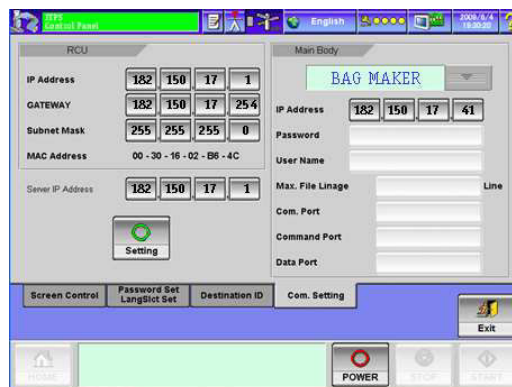 ITPS
Control Panel
English
2008/8/4
RCU
IP Address 182 150 17 1
GATEWAY 182 150 17 254
Subnet Mask 255 255 255 0
MAC Address 00 - 30 - 16 - 02 - B6 - 4C
Server IP Address 182 150 17 1
Setting
Main Body
BAG MAKER
IP Address 182 150 17 41
Password
User Name
Max. File Linage Line
Com. Port
Command Port
Data Port
Screen Control
Password Set
LangSlct Set
Destination ID
Com. Setting
Exit
HOME
POWER
STOP
START